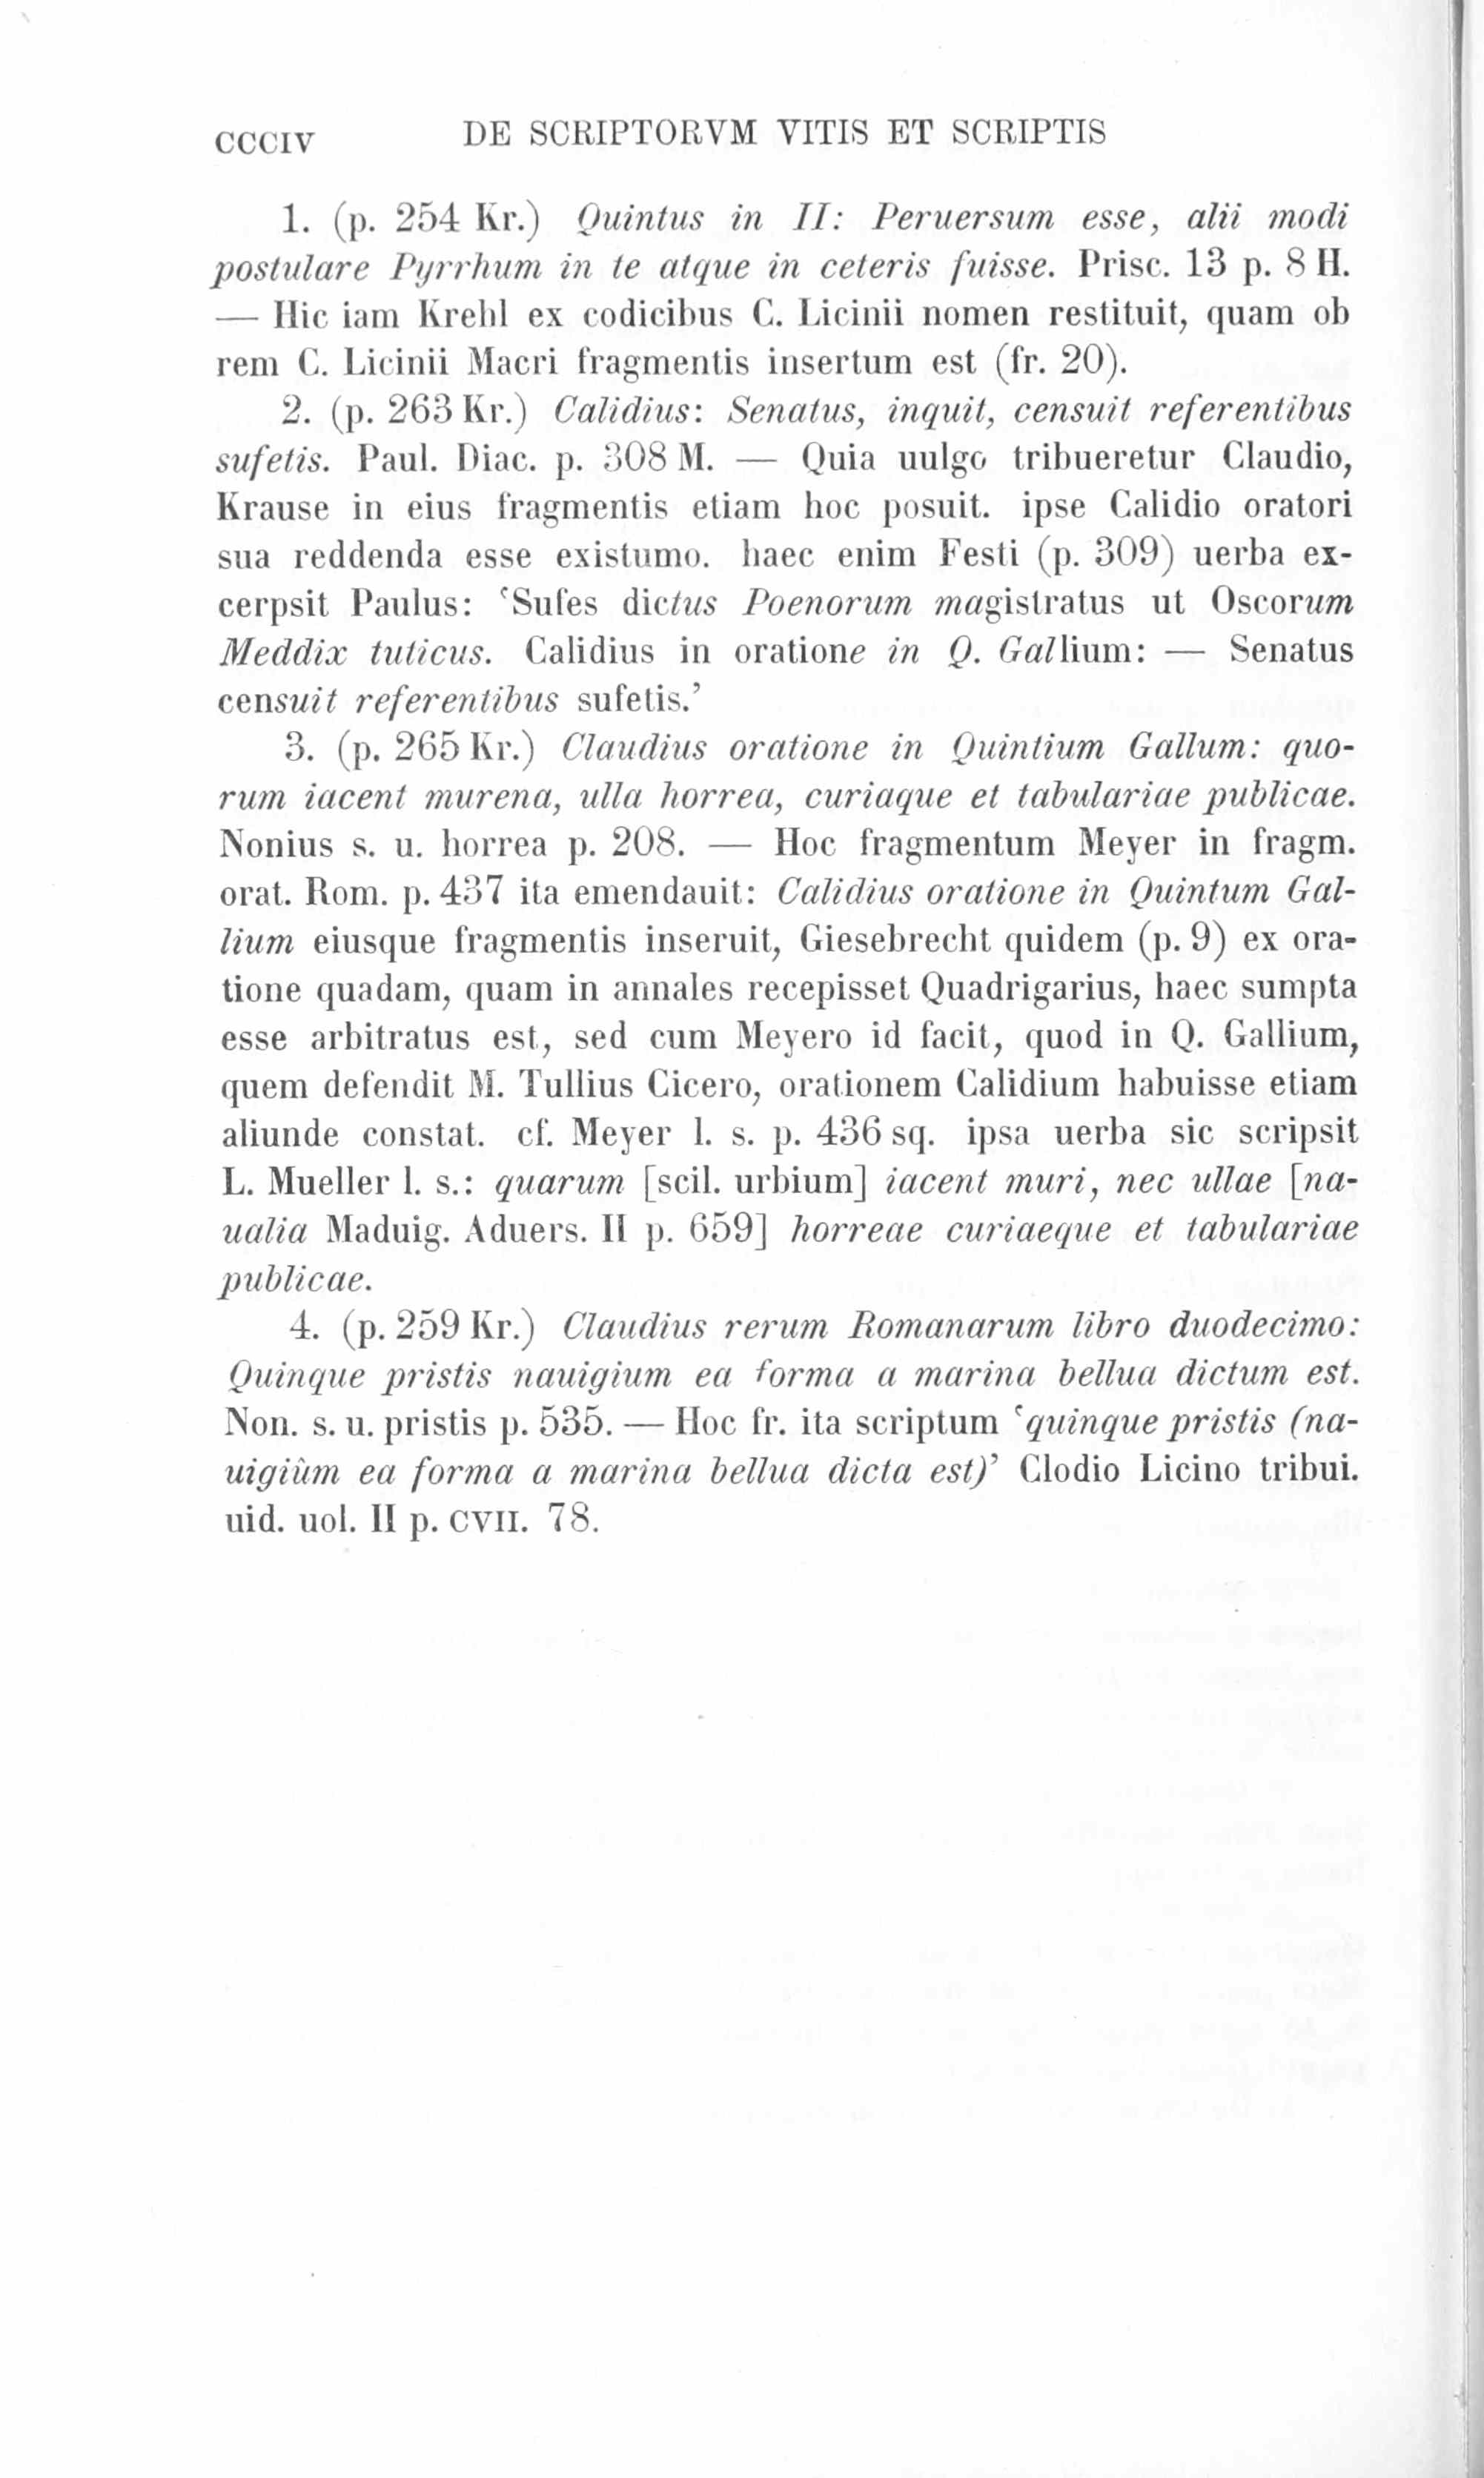 CCCIV DE SCRIPTORVM VITIS ET SCRIPTIS
1. (p. 254 Kr.) Quintus in II: Peruersum esse, alii modi
postulare Pyrrhum in te atque in ceteris fuisse. Prisc. 13 p. 8 H.
— Hic iam Krehl ex codicibus C. Licinii nomen restituit, quam ob
rem C. Licinii Macri fragmentis insertum est (fr. 20).
2. (p. 263 Kr.) Calidius: Senatus, inquit, censuit referentibus
sufetis. Paul. Diac. p. 308 M. — Quia uulgo tribueretur Claudio,
Krause in eius fragmentis etiam hoc posuit. ipse Calidio oratori
sua reddenda esse existumo. haec enim Festi (p. 309) uerba ex-
cerpsit Paulus: ‘Sufes dictus Poenorum magistratus ut Oscorum
Meddix tuticus. Calidius in oratione in Q. Gallium: — Senatus
censuit referentibus sufetis.’
3. (p. 265 Kr.) Claudius oratione in Quintium Gallum: quo-
rum iacent murena, ulla horrea, curiaque et tabulariae publicae.
Nonius s. u. horrea p. 208. — Hoc fragmentum Meyer in fragm.
orat. Rom. p. 437 ita emendauit: Calidius oratione in Quintum Gal-
lium eiusque fragmentis inseruit, Giesebrecht quidem (p. 9) ex ora-
tione quadam, quam in annales recepisset Quadrigarius, haec sumpta
esse arbitratus est, sed cum Meyero id facit, quod in Q. Gallium,
quem defendit M. Tullius Cicero, orationem Calidium habuisse etiam
aliunde constat. cf. Meyer l. s. p. 436 sq. ipsa uerba sic scripsit
L. Mueller l. s.: quarum [scil. urbium] iacent muri, nec ullae [na-
ualia Maduig. Aduers. II p. 659] horreae curiaeque et tabulariae
publicae.
4. (p. 259 Kr.) Claudius rerum Romanarum libro duodecimo:
Quinque pristis nauigium ea forma a marina bellua dictum est.
Non. s. u. pristis p. 535. — Hoc fr. ita scriptum ‘quinque pristis (na-
uigiûm ea forma a marina bellua dicta est)’ Clodio Licino tribui.
uid. uol. II p. CVII. 78.